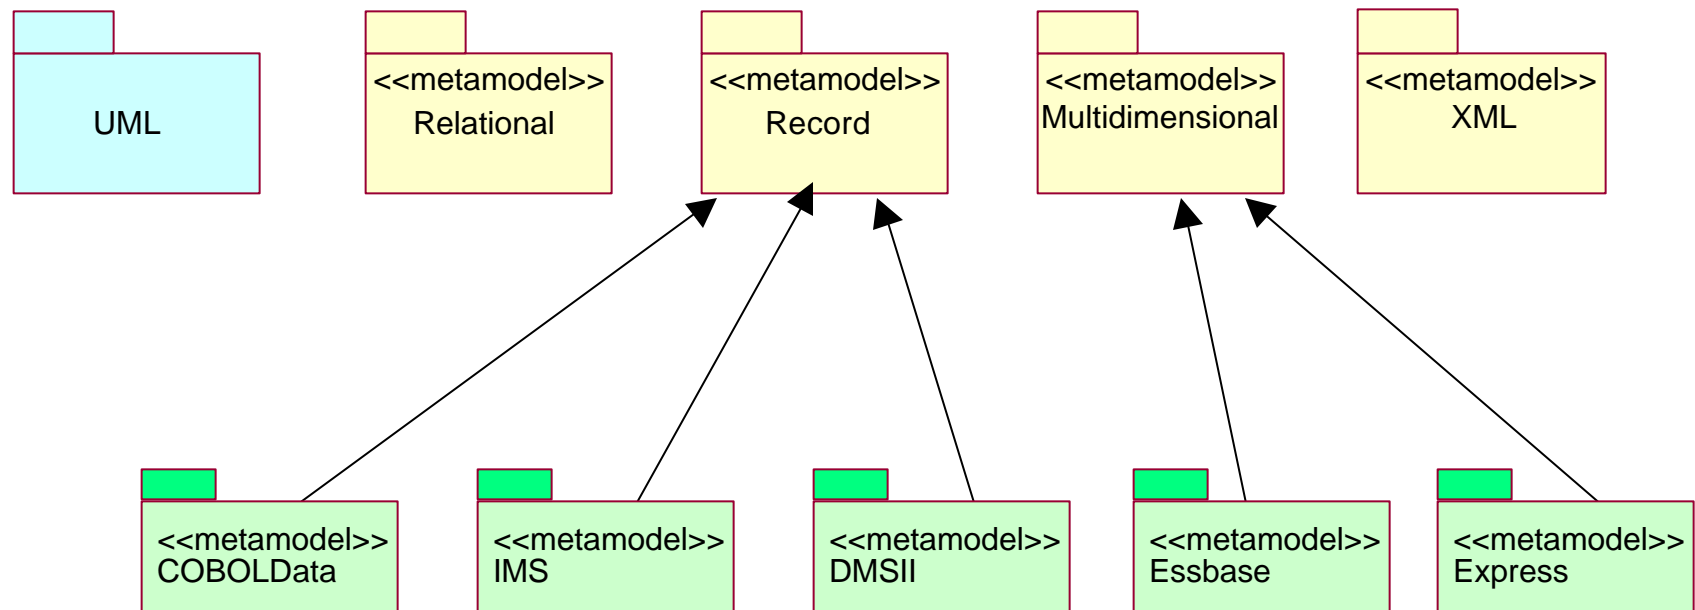 UML
<<metamodel>>
Relational
<<metamodel>>
Record
<<metamodel>>
Multidimensional
<<metamodel>>
XML
<<metamodel>>
COBOLData
<<metamodel>>
IMS
<<metamodel>>
DMSII
<<metamodel>>
Essbase
<<metamodel>>
Express